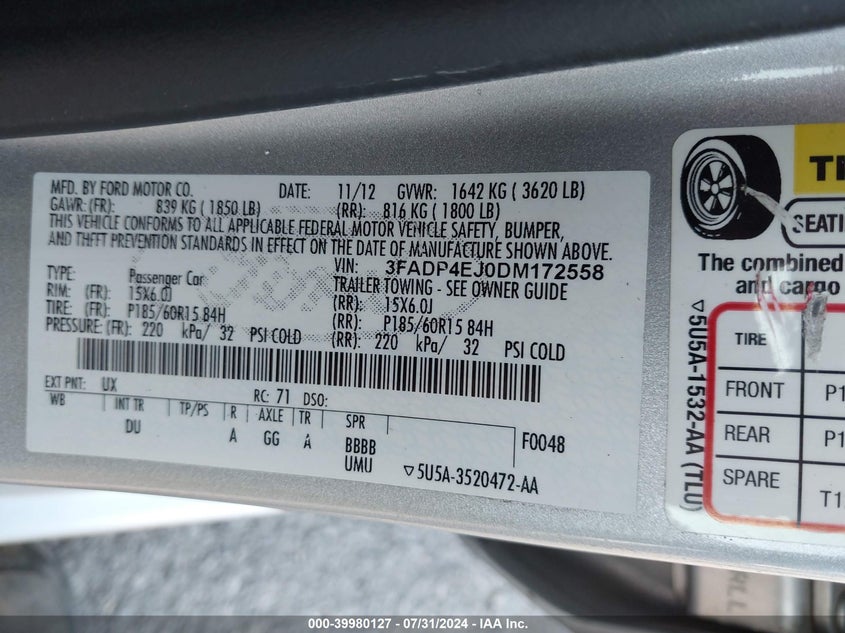 MFD. BY FORD MOTOR CO. DATE: 11/12 GVWR: 1642 KG ( 3620 LB)
GAWR: (FR): 839 KG ( 1850 LB) (RR): 816 KG ( 1800 LB)
THIS VEHICLE CONFORMS TO ALL APPLICABLE FEDERAL MOTOR VEHICLE SAFETY, BUMPER,
AND THEFT PREVENTION STANDARDS IN EFFECT ON THE DATE OF MANUFACTURE SHOWN ABOVE.
VIN: 3FADP4EJ0DM172558
TYPE: Passenger Car TRAILER TOWING - SEE OWNER GUIDE
RIM: (FR): 15X6.0J (RR): 15X6.0J
TIRE: (FR): P185/60R15 84H (RR): P185/60R15 84H
PRESSURE: (FR): 220 kPa/ 32 PSI COLD (RR): 220 kPa/ 32 PSI COLD
EXT PNT: UX RC: 71 DSO:
WB INT TR TP/PS R AXLE TR SPR F0048
DU A GG A BBBB
UMU ▽5U5A-3520472-AA
SEATI
The combined
and cargo
▽5U5A-1532-AA (TLU)
TIRE
FRONT P1
REAR P1
SPARE T1
000-39980127 - 07/31/2024 - IAA Inc.